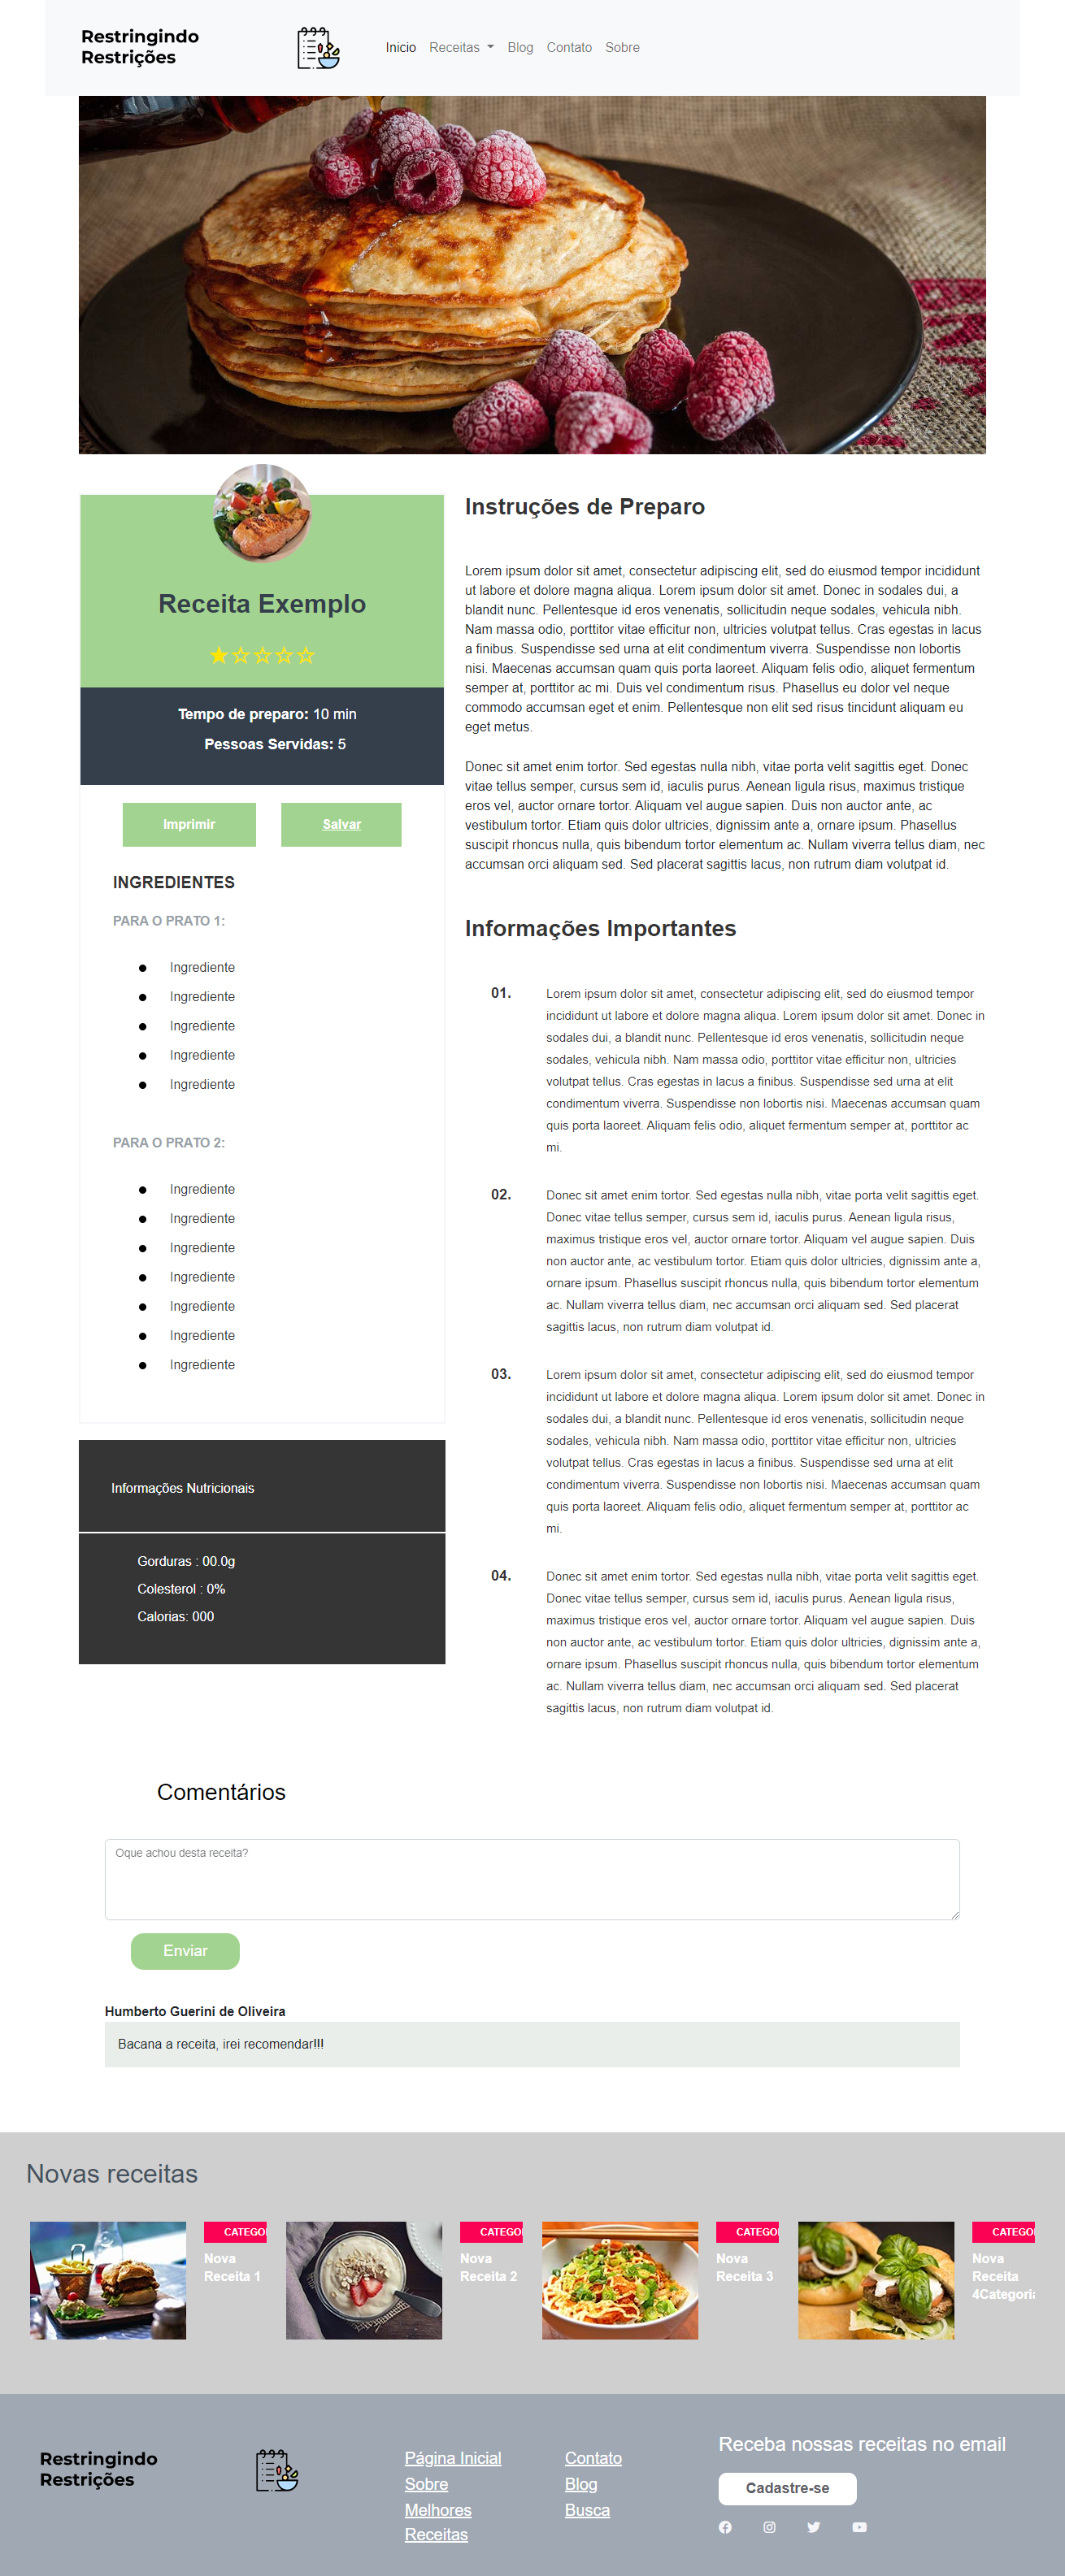 Restringindo
Restrições
Inicio
Receitas
Blog
Contato
Sobre
Receita Exemplo
Tempo de preparo: 10 min
Pessoas Servidas: 5
Imprimir
Salvar
INGREDIENTES
PARA O PRATO 1:
Ingrediente
Ingrediente
Ingrediente
Ingrediente
Ingrediente
PARA O PRATO 2:
Ingrediente
Ingrediente
Ingrediente
Ingrediente
Ingrediente
Ingrediente
Ingrediente
Informações Nutricionais
Gorduras : 00.0g
Colesterol : 0%
Calorias: 000
Instruções de Preparo
Lorem ipsum dolor sit amet, consectetur adipiscing elit, sed do eiusmod tempor incididunt
ut labore et dolore magna aliqua. Lorem ipsum dolor sit amet. Donec in sodales dui, a
blandit nunc. Pellentesque id eros venenatis, sollicitudin neque sodales, vehicula nibh.
Nam massa odio, porttitor vitae efficitur non, ultricies volutpat tellus. Cras egestas in lacus
a finibus. Suspendisse sed urna at elit condimentum viverra. Suspendisse non lobortis
nisi. Maecenas accumsan quam quis porta laoreet. Aliquam felis odio, aliquet fermentum
semper at, porttitor ac mi. Duis vel condimentum risus. Phasellus eu dolor vel neque
commodo accumsan eget et enim. Pellentesque non elit sed risus tincidunt aliquam eu
eget metus.
Donec sit amet enim tortor. Sed egestas nulla nibh, vitae porta velit sagittis eget. Donec
vitae tellus semper, cursus sem id, iaculis purus. Aenean ligula risus, maximus tristique
eros vel, auctor ornare tortor. Aliquam vel augue sapien. Duis non auctor ante, ac
vestibulum tortor. Etiam quis dolor ultricies, dignissim ante a, ornare ipsum. Phasellus
suscipit rhoncus nulla, quis bibendum tortor elementum ac. Nullam viverra tellus diam, nec
accumsan orci aliquam sed. Sed placerat sagittis lacus, non rutrum diam volutpat id.
Informações Importantes
01.
Lorem ipsum dolor sit amet, consectetur adipiscing elit, sed do eiusmod tempor
incididunt ut labore et dolore magna aliqua. Lorem ipsum dolor sit amet. Donec in
sodales dui, a blandit nunc. Pellentesque id eros venenatis, sollicitudin neque
sodales, vehicula nibh. Nam massa odio, porttitor vitae efficitur non, ultricies
volutpat tellus. Cras egestas in lacus a finibus. Suspendisse sed urna at elit
condimentum viverra. Suspendisse non lobortis nisi. Maecenas accumsan quam
quis porta laoreet. Aliquam felis odio, aliquet fermentum semper at, porttitor ac
mi.
02.
Donec sit amet enim tortor. Sed egestas nulla nibh, vitae porta velit sagittis eget.
Donec vitae tellus semper, cursus sem id, iaculis purus. Aenean ligula risus,
maximus tristique eros vel, auctor ornare tortor. Aliquam vel augue sapien. Duis
non auctor ante, ac vestibulum tortor. Etiam quis dolor ultricies, dignissim ante a,
ornare ipsum. Phasellus suscipit rhoncus nulla, quis bibendum tortor elementum
ac. Nullam viverra tellus diam, nec accumsan orci aliquam sed. Sed placerat
sagittis lacus, non rutrum diam volutpat id.
03.
Lorem ipsum dolor sit amet, consectetur adipiscing elit, sed do eiusmod tempor
incididunt ut labore et dolore magna aliqua. Lorem ipsum dolor sit amet. Donec in
sodales dui, a blandit nunc. Pellentesque id eros venenatis, sollicitudin neque
sodales, vehicula nibh. Nam massa odio, porttitor vitae efficitur non, ultricies
volutpat tellus. Cras egestas in lacus a finibus. Suspendisse sed urna at elit
condimentum viverra. Suspendisse non lobortis nisi. Maecenas accumsan quam
quis porta laoreet. Aliquam felis odio, aliquet fermentum semper at, porttitor ac
mi.
04.
Donec sit amet enim tortor. Sed egestas nulla nibh, vitae porta velit sagittis eget.
Donec vitae tellus semper, cursus sem id, iaculis purus. Aenean ligula risus,
maximus tristique eros vel, auctor ornare tortor. Aliquam vel augue sapien. Duis
non auctor ante, ac vestibulum tortor. Etiam quis dolor ultricies, dignissim ante a,
ornare ipsum. Phasellus suscipit rhoncus nulla, quis bibendum tortor elementum
ac. Nullam viverra tellus diam, nec accumsan orci aliquam sed. Sed placerat
sagittis lacus, non rutrum diam volutpat id.
Comentários
Oque achou desta receita?
Enviar
Humberto Guerini de Oliveira
Bacana a receita, irei recomendar!!!
Novas receitas
CATEGO
Nova
Receita 1
CATEGO
Nova
Receita 2
CATEGO
Nova
Receita 3
CATEGO
Nova
Receita
4Categori
Restringindo
Restrições
Página Inicial
Sobre
Melhores
Receitas
Contato
Blog
Busca
Receba nossas receitas no email
Cadastre-se